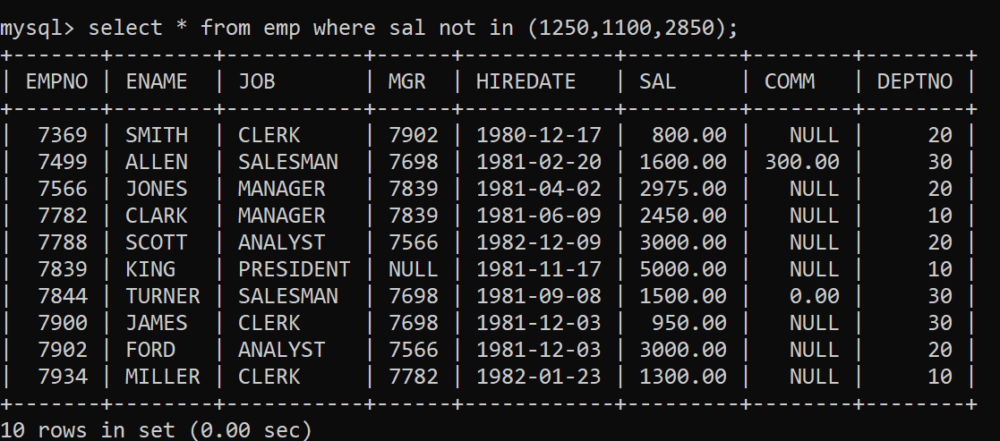 mysql> select * from emp where sal not in (1250,1100,2850);
+-------+--------+-----------+------+------------+---------+--------+--------+
| EMPNO | ENAME  | JOB       | MGR  | HIREDATE   | SAL     | COMM   | DEPTNO |
+-------+--------+-----------+------+------------+---------+--------+--------+
|  7369 | SMITH  | CLERK     | 7902 | 1980-12-17 |  800.00 |   NULL |     20 |
|  7499 | ALLEN  | SALESMAN  | 7698 | 1981-02-20 | 1600.00 | 300.00 |     30 |
|  7566 | JONES  | MANAGER   | 7839 | 1981-04-02 | 2975.00 |   NULL |     20 |
|  7782 | CLARK  | MANAGER   | 7839 | 1981-06-09 | 2450.00 |   NULL |     10 |
|  7788 | SCOTT  | ANALYST   | 7566 | 1982-12-09 | 3000.00 |   NULL |     20 |
|  7839 | KING   | PRESIDENT | NULL | 1981-11-17 | 5000.00 |   NULL |     10 |
|  7844 | TURNER | SALESMAN  | 7698 | 1981-09-08 | 1500.00 |   0.00 |     30 |
|  7900 | JAMES  | CLERK     | 7698 | 1981-12-03 |  950.00 |   NULL |     30 |
|  7902 | FORD   | ANALYST   | 7566 | 1981-12-03 | 3000.00 |   NULL |     20 |
|  7934 | MILLER | CLERK     | 7782 | 1982-01-23 | 1300.00 |   NULL |     10 |
+-------+--------+-----------+------+------------+---------+--------+--------+
10 rows in set (0.00 sec)